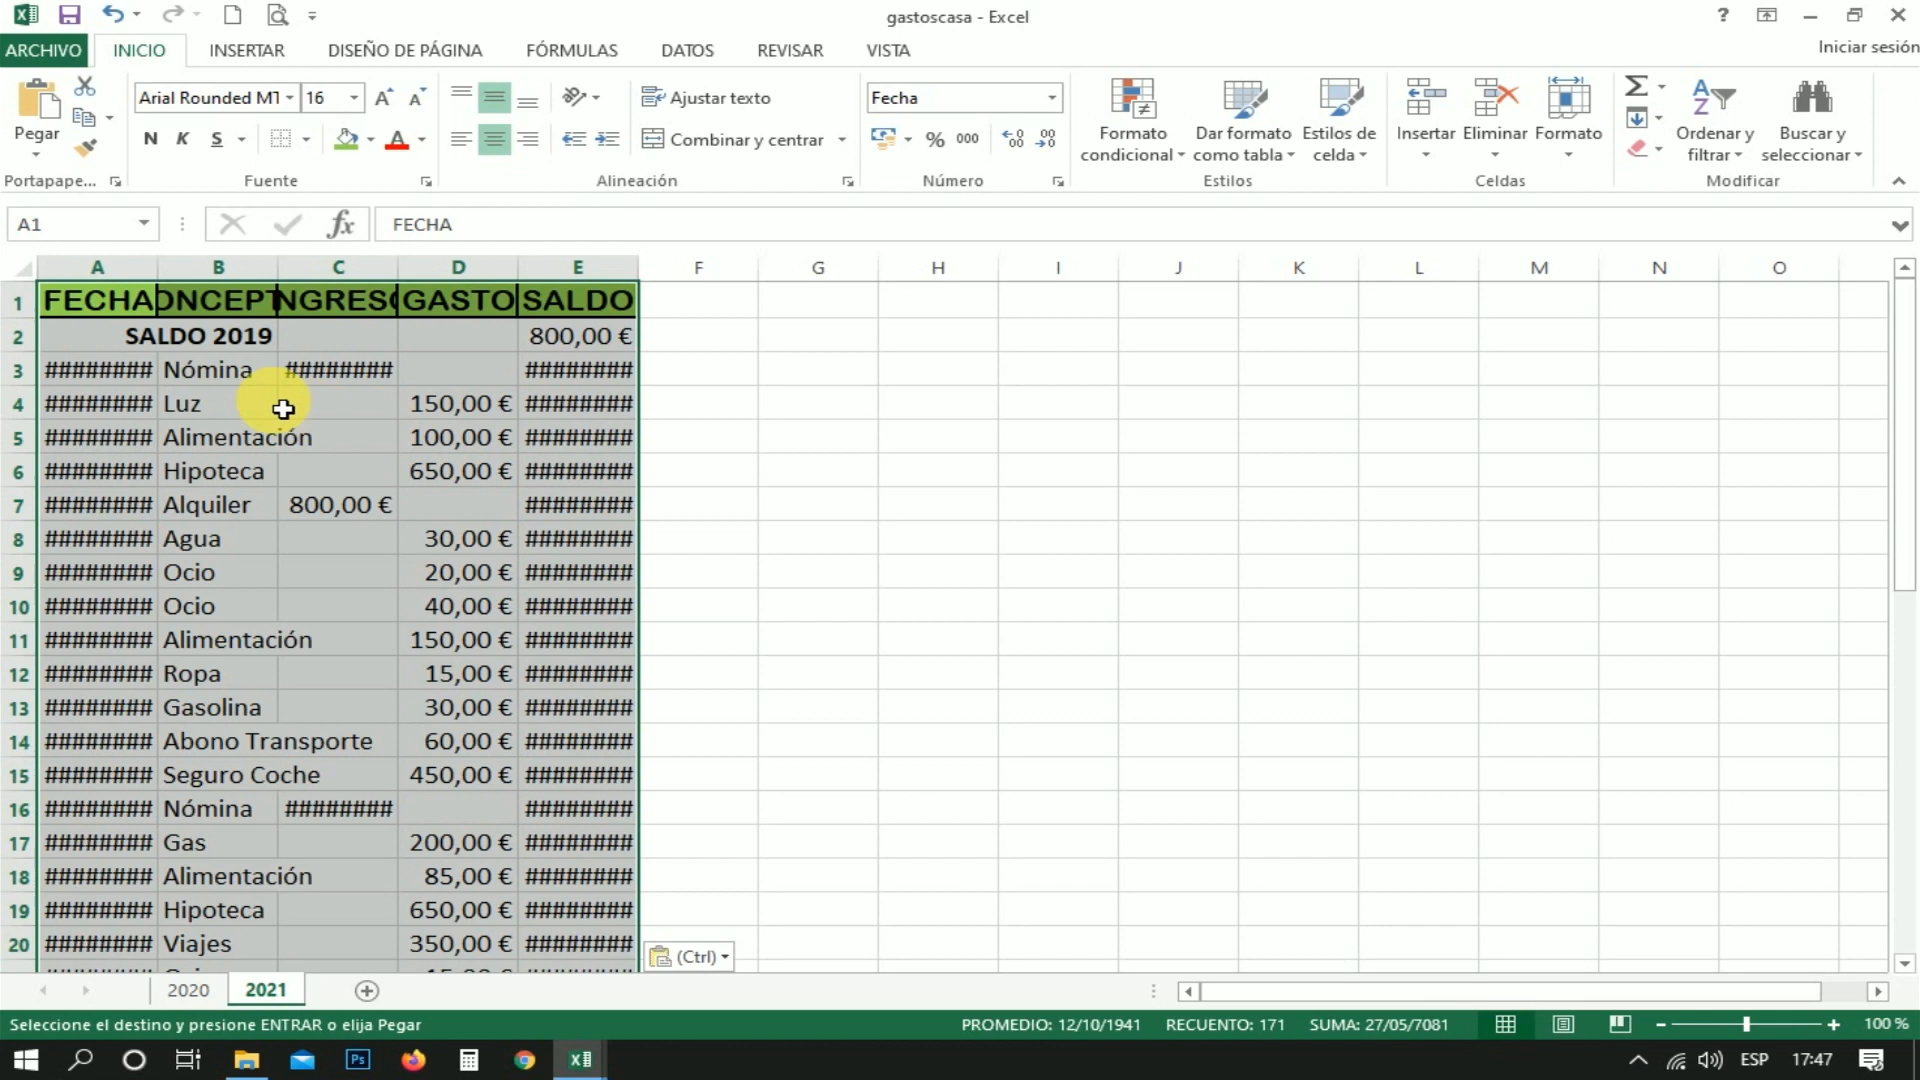 gastoscasa - Excel
?
Iniciar sesión
ARCHIVO INICIO INSERTAR DISEÑO DE PÁGINA FÓRMULAS DATOS REVISAR VISTA
Arial Rounded MT 16
Ajustar texto
Fecha
Pegar
N K S
Combinar y centrar
% 000
Formato condicional
Dar formato como tabla
Estilos de celda
Insertar Eliminar Formato
Ordenar y filtrar
Buscar y seleccionar
Portapape... Fuente Alineación Número Estilos Celdas Modificar
A1 fx FECHA
A B C D E F G H I J K L M N O
1 FECHA ONCEPT NGRESO GASTO SALDO
2 SALDO 2019 800,00 €
3 ######## Nómina ######## ########
4 ######## Luz 150,00 € ########
5 ######## Alimentación 100,00 € ########
6 ######## Hipoteca 650,00 € ########
7 ######## Alquiler 800,00 € ########
8 ######## Agua 30,00 € ########
9 ######## Ocio 20,00 € ########
10 ######## Ocio 40,00 € ########
11 ######## Alimentación 150,00 € ########
12 ######## Ropa 15,00 € ########
13 ######## Gasolina 30,00 € ########
14 ######## Abono Transporte 60,00 € ########
15 ######## Seguro Coche 450,00 € ########
16 ######## Nómina ######## ########
17 ######## Gas 200,00 € ########
18 ######## Alimentación 85,00 € ########
19 ######## Hipoteca 650,00 € ########
20 ######## Viajes 350,00 € ########
(Ctrl)
2020 2021
Seleccione el destino y presione ENTRAR o elija Pegar PROMEDIO: 12/10/1941 RECUENTO: 171 SUMA: 27/05/7081 100 %
Ps
ESP 17:47